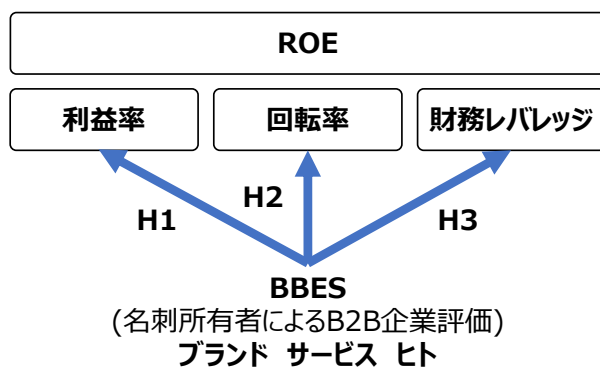 ROE
利益率 回転率 財務レバレッジ
H1 H2 H3
BBES
(名刺所有者によるB2B企業評価)
ブランド サービス ヒト